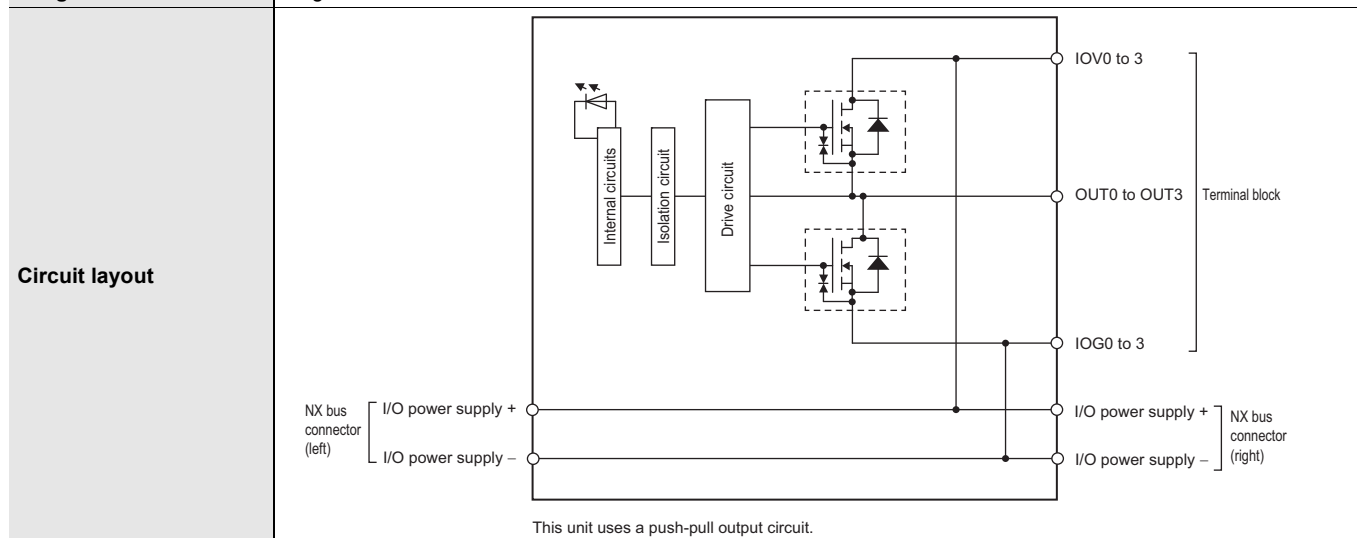 Circuit layout
IOV0 to 3
Internal circuits
Isolation circuit
Drive circuit
OUT0 to OUT3
Terminal block
IOG0 to 3
NX bus
connector
(left)
I/O power supply +
I/O power supply –
I/O power supply +
I/O power supply –
NX bus
connector
(right)
This unit uses a push-pull output circuit.